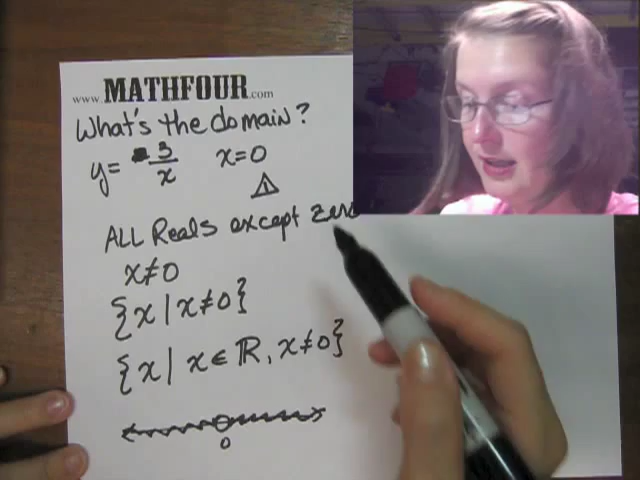 www.MATHFOUR.com
What's the domain?
y= -3/x x=0
ALL Reals except zero
x≠0
{x | x≠0}
{x | x ∈ ℝ, x≠0}
0